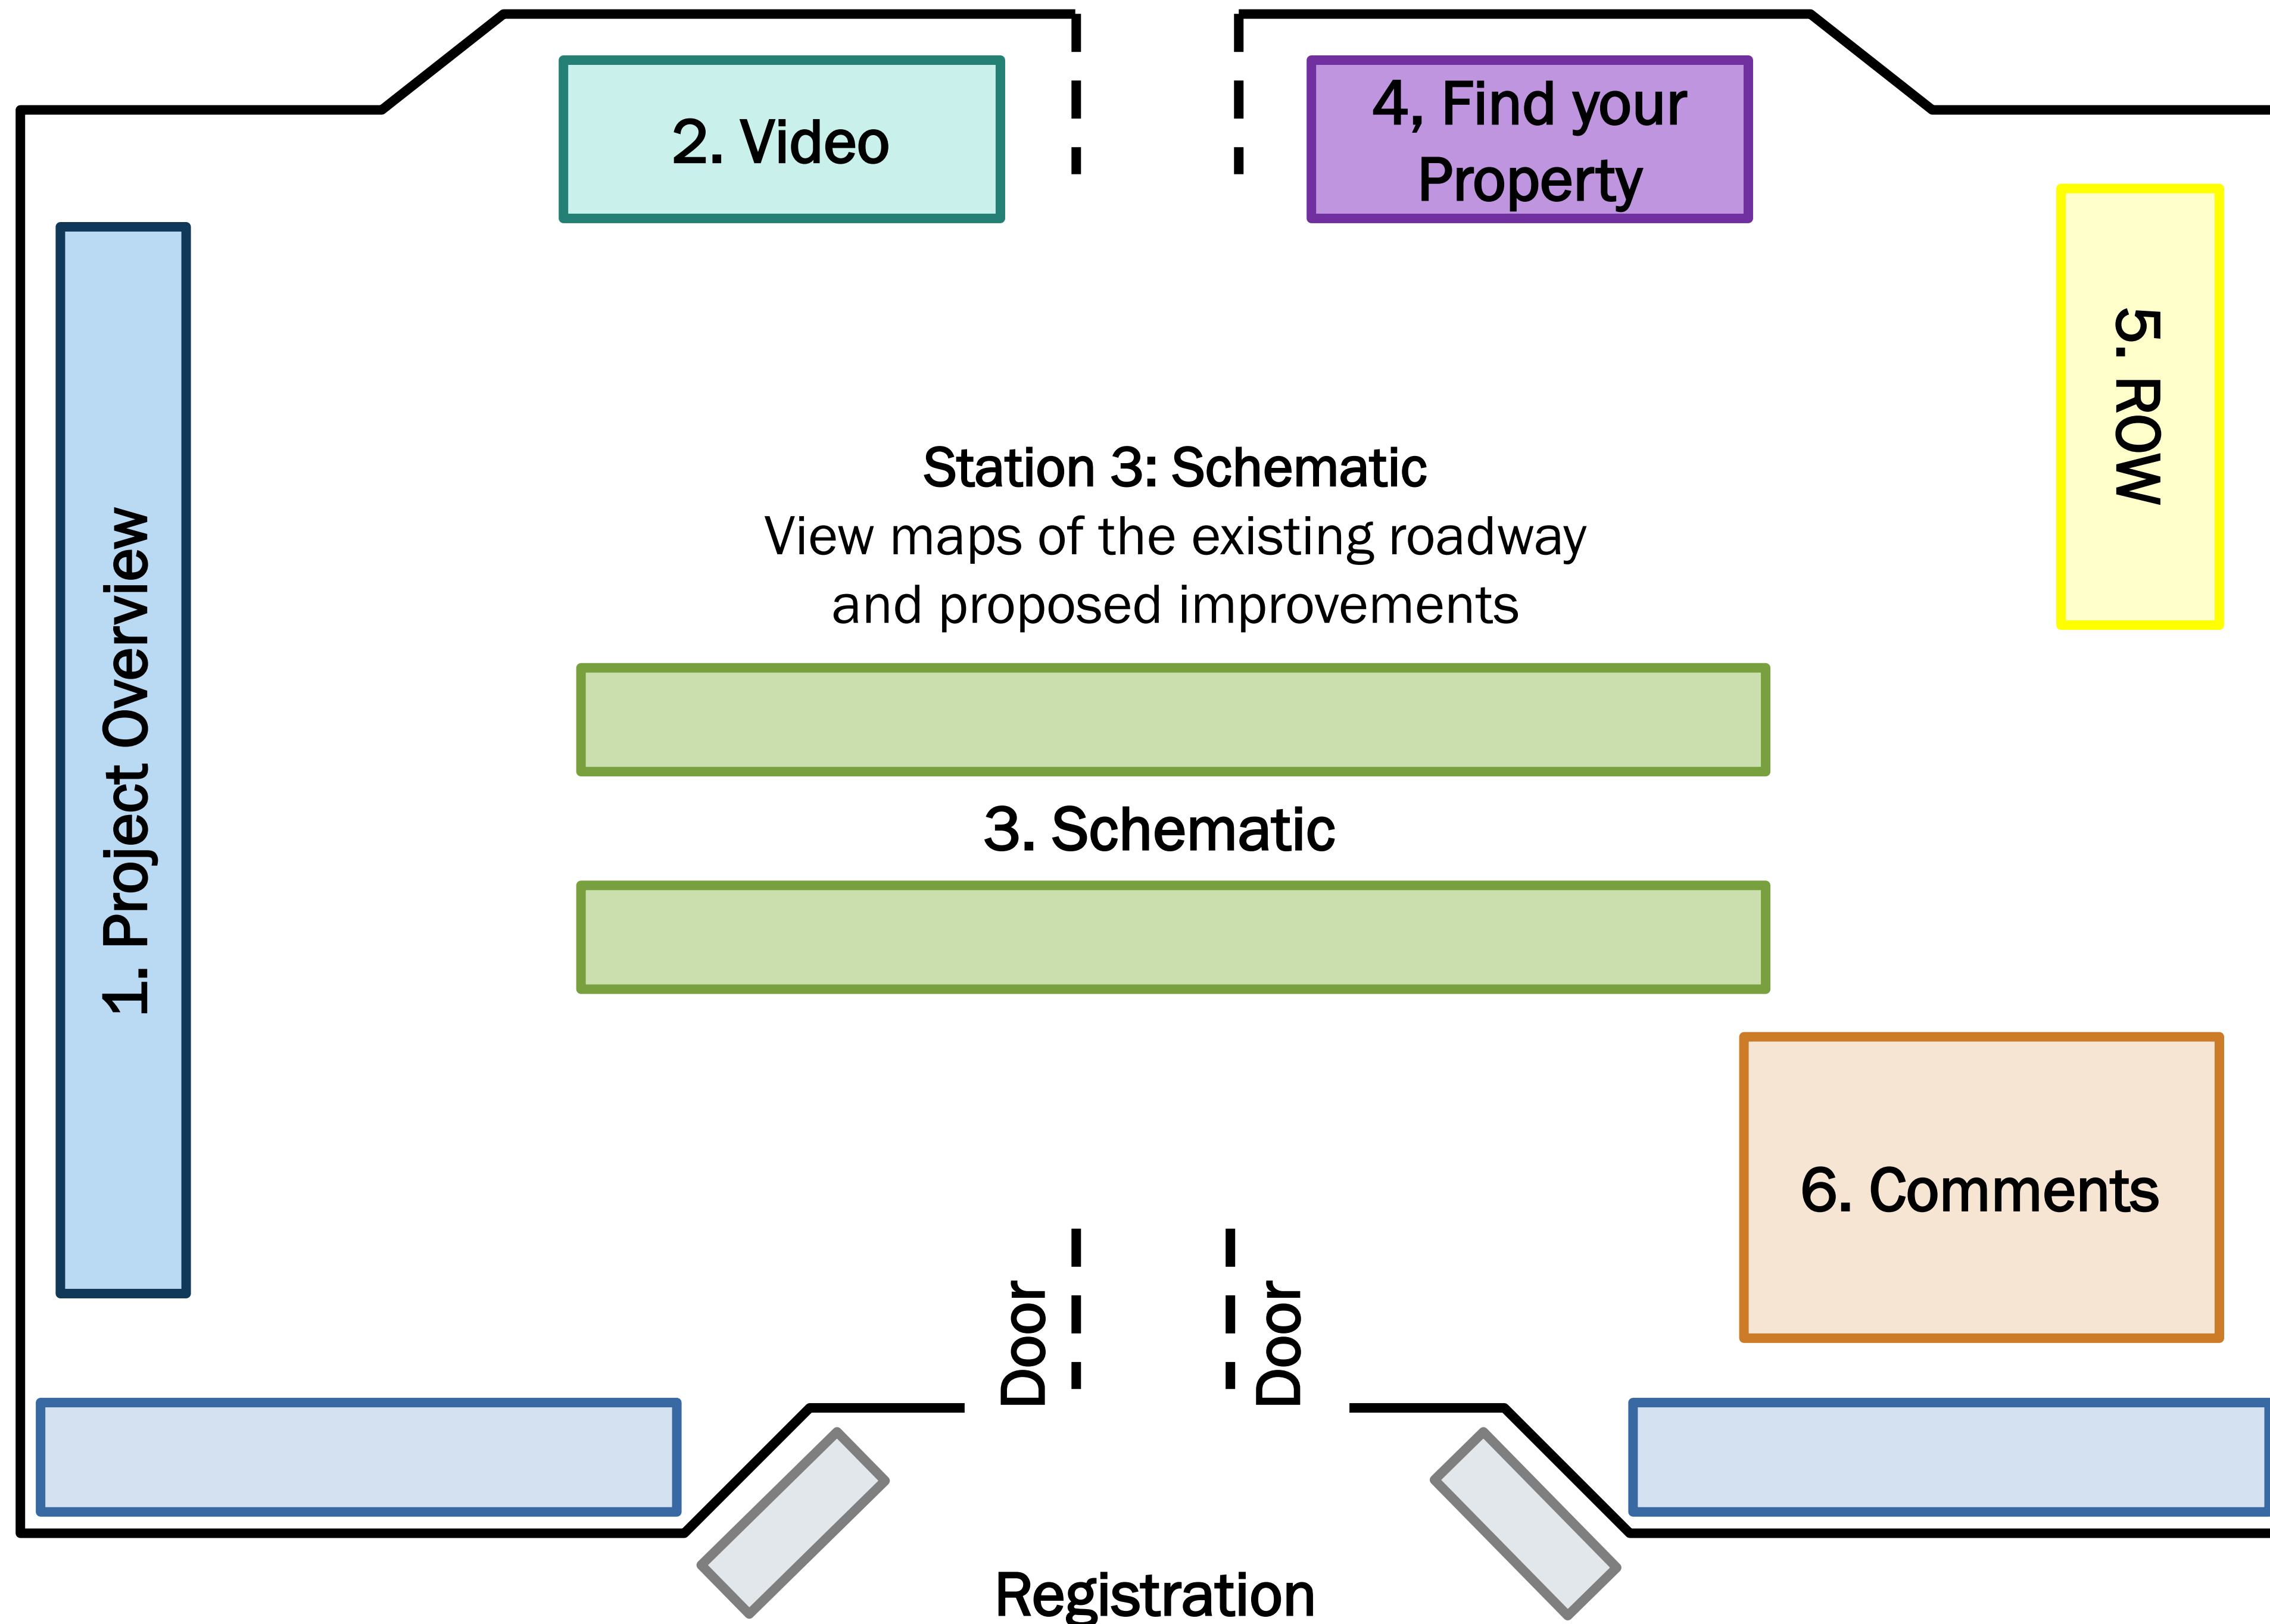 2. Video
4, Find your
Property
5. ROW
1. Project Overview
Station 3: Schematic
View maps of the existing roadway
and proposed improvements
3. Schematic
6. Comments
Door
Door
Registration